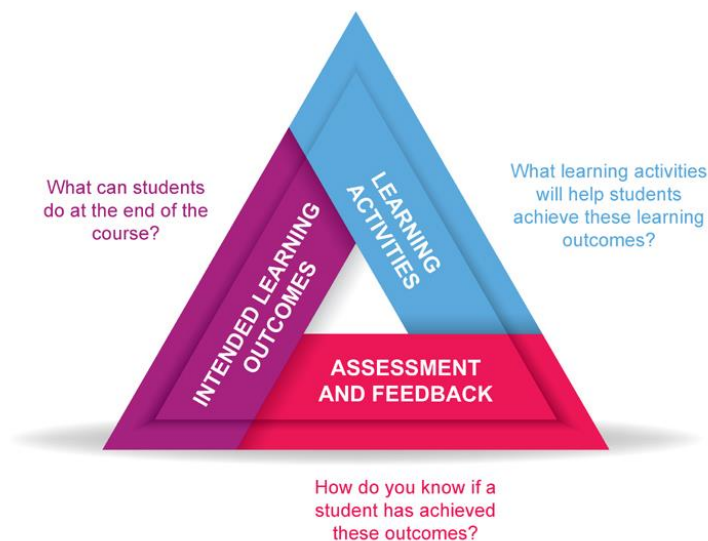 What can students
do at the end of the
course?
INTENDED LEARNING
OUTCOMES
LEARNING
ACTIVITIES
What learning activities
will help students
achieve these learning
outcomes?
ASSESSMENT
AND FEEDBACK
How do you know if a
student has achieved
these outcomes?